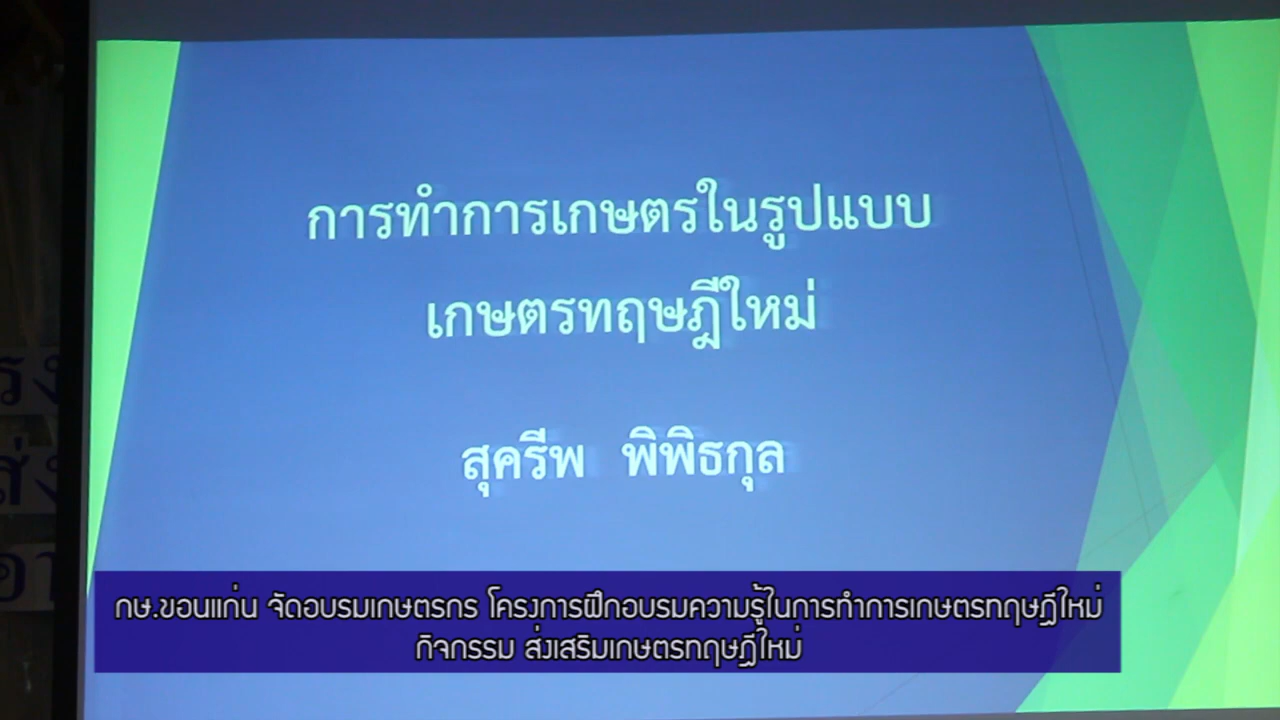 การทำการเกษตรในรูปแบบ
เกษตรทฤษฎีใหม่
สุครีพ พิพิธกุล
กษ.ขอนแก่น จัดอบรมเกษตรกร โครงการฝึกอบรมความรู้ในการทำการเกษตรทฤษฎีใหม่
กิจกรรม ส่งเสริมเกษตรทฤษฎีใหม่